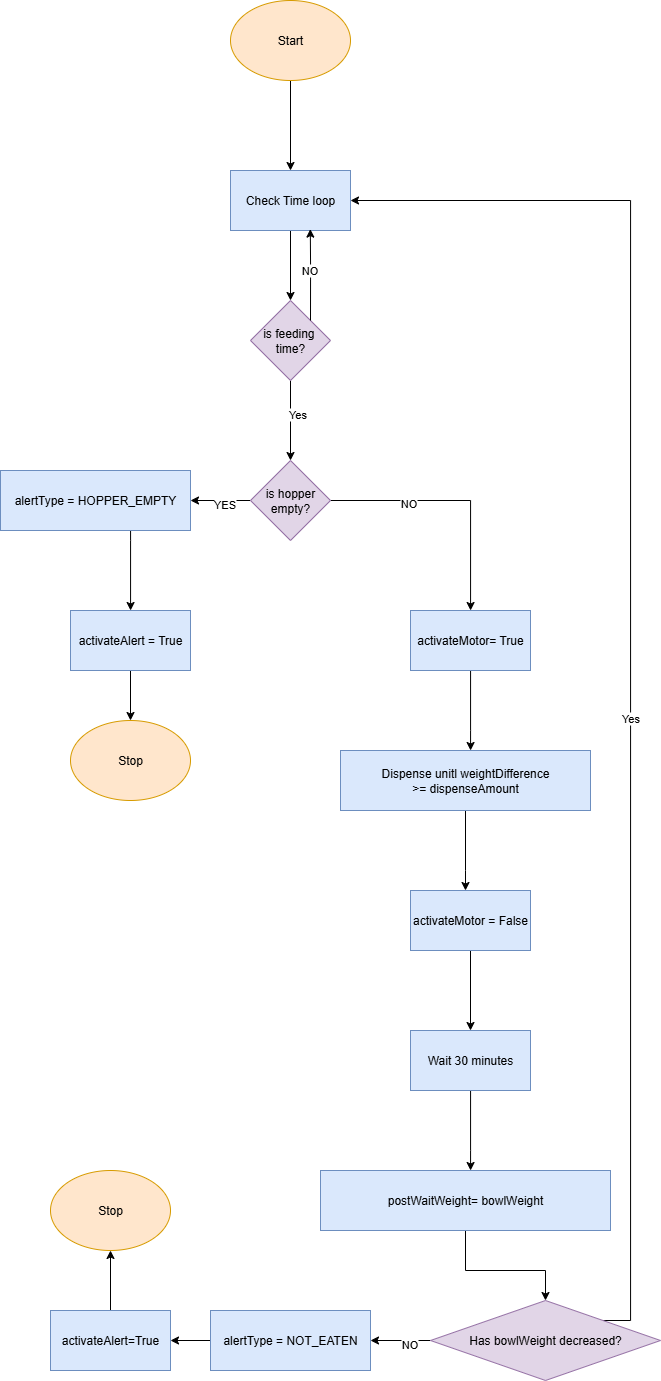 Start
Check Time loop
NO
is feeding
time?
Yes
is hopper
empty?
YES
NO
alertType = HOPPER_EMPTY
activateAlert = True
activateMotor= True
Stop
Yes
Dispense unitl weightDifference
>= dispenseAmount
activateMotor = False
Wait 30 minutes
postWaitWeight= bowlWeight
Stop
Has bowlWeight decreased?
NO
alertType = NOT_EATEN
activateAlert=True